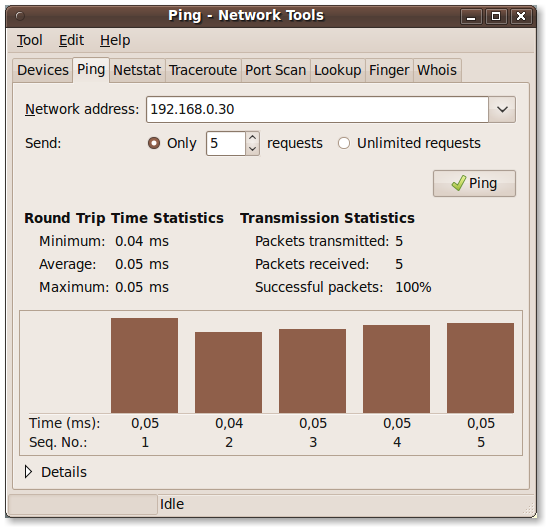 Ping - Network Tools
Tool Edit Help
Devices Ping Netstat Traceroute Port Scan Lookup Finger Whois
Network address: 192.168.0.30
Send: Only 5 requests Unlimited requests
Ping
Round Trip Time Statistics Transmission Statistics
Minimum: 0.04 ms Packets transmitted: 5
Average: 0.05 ms Packets received: 5
Maximum: 0.05 ms Successful packets: 100%
Time (ms): 0,05 0,04 0,05 0,05 0,05
Seq. No.: 1 2 3 4 5
Details
Idle